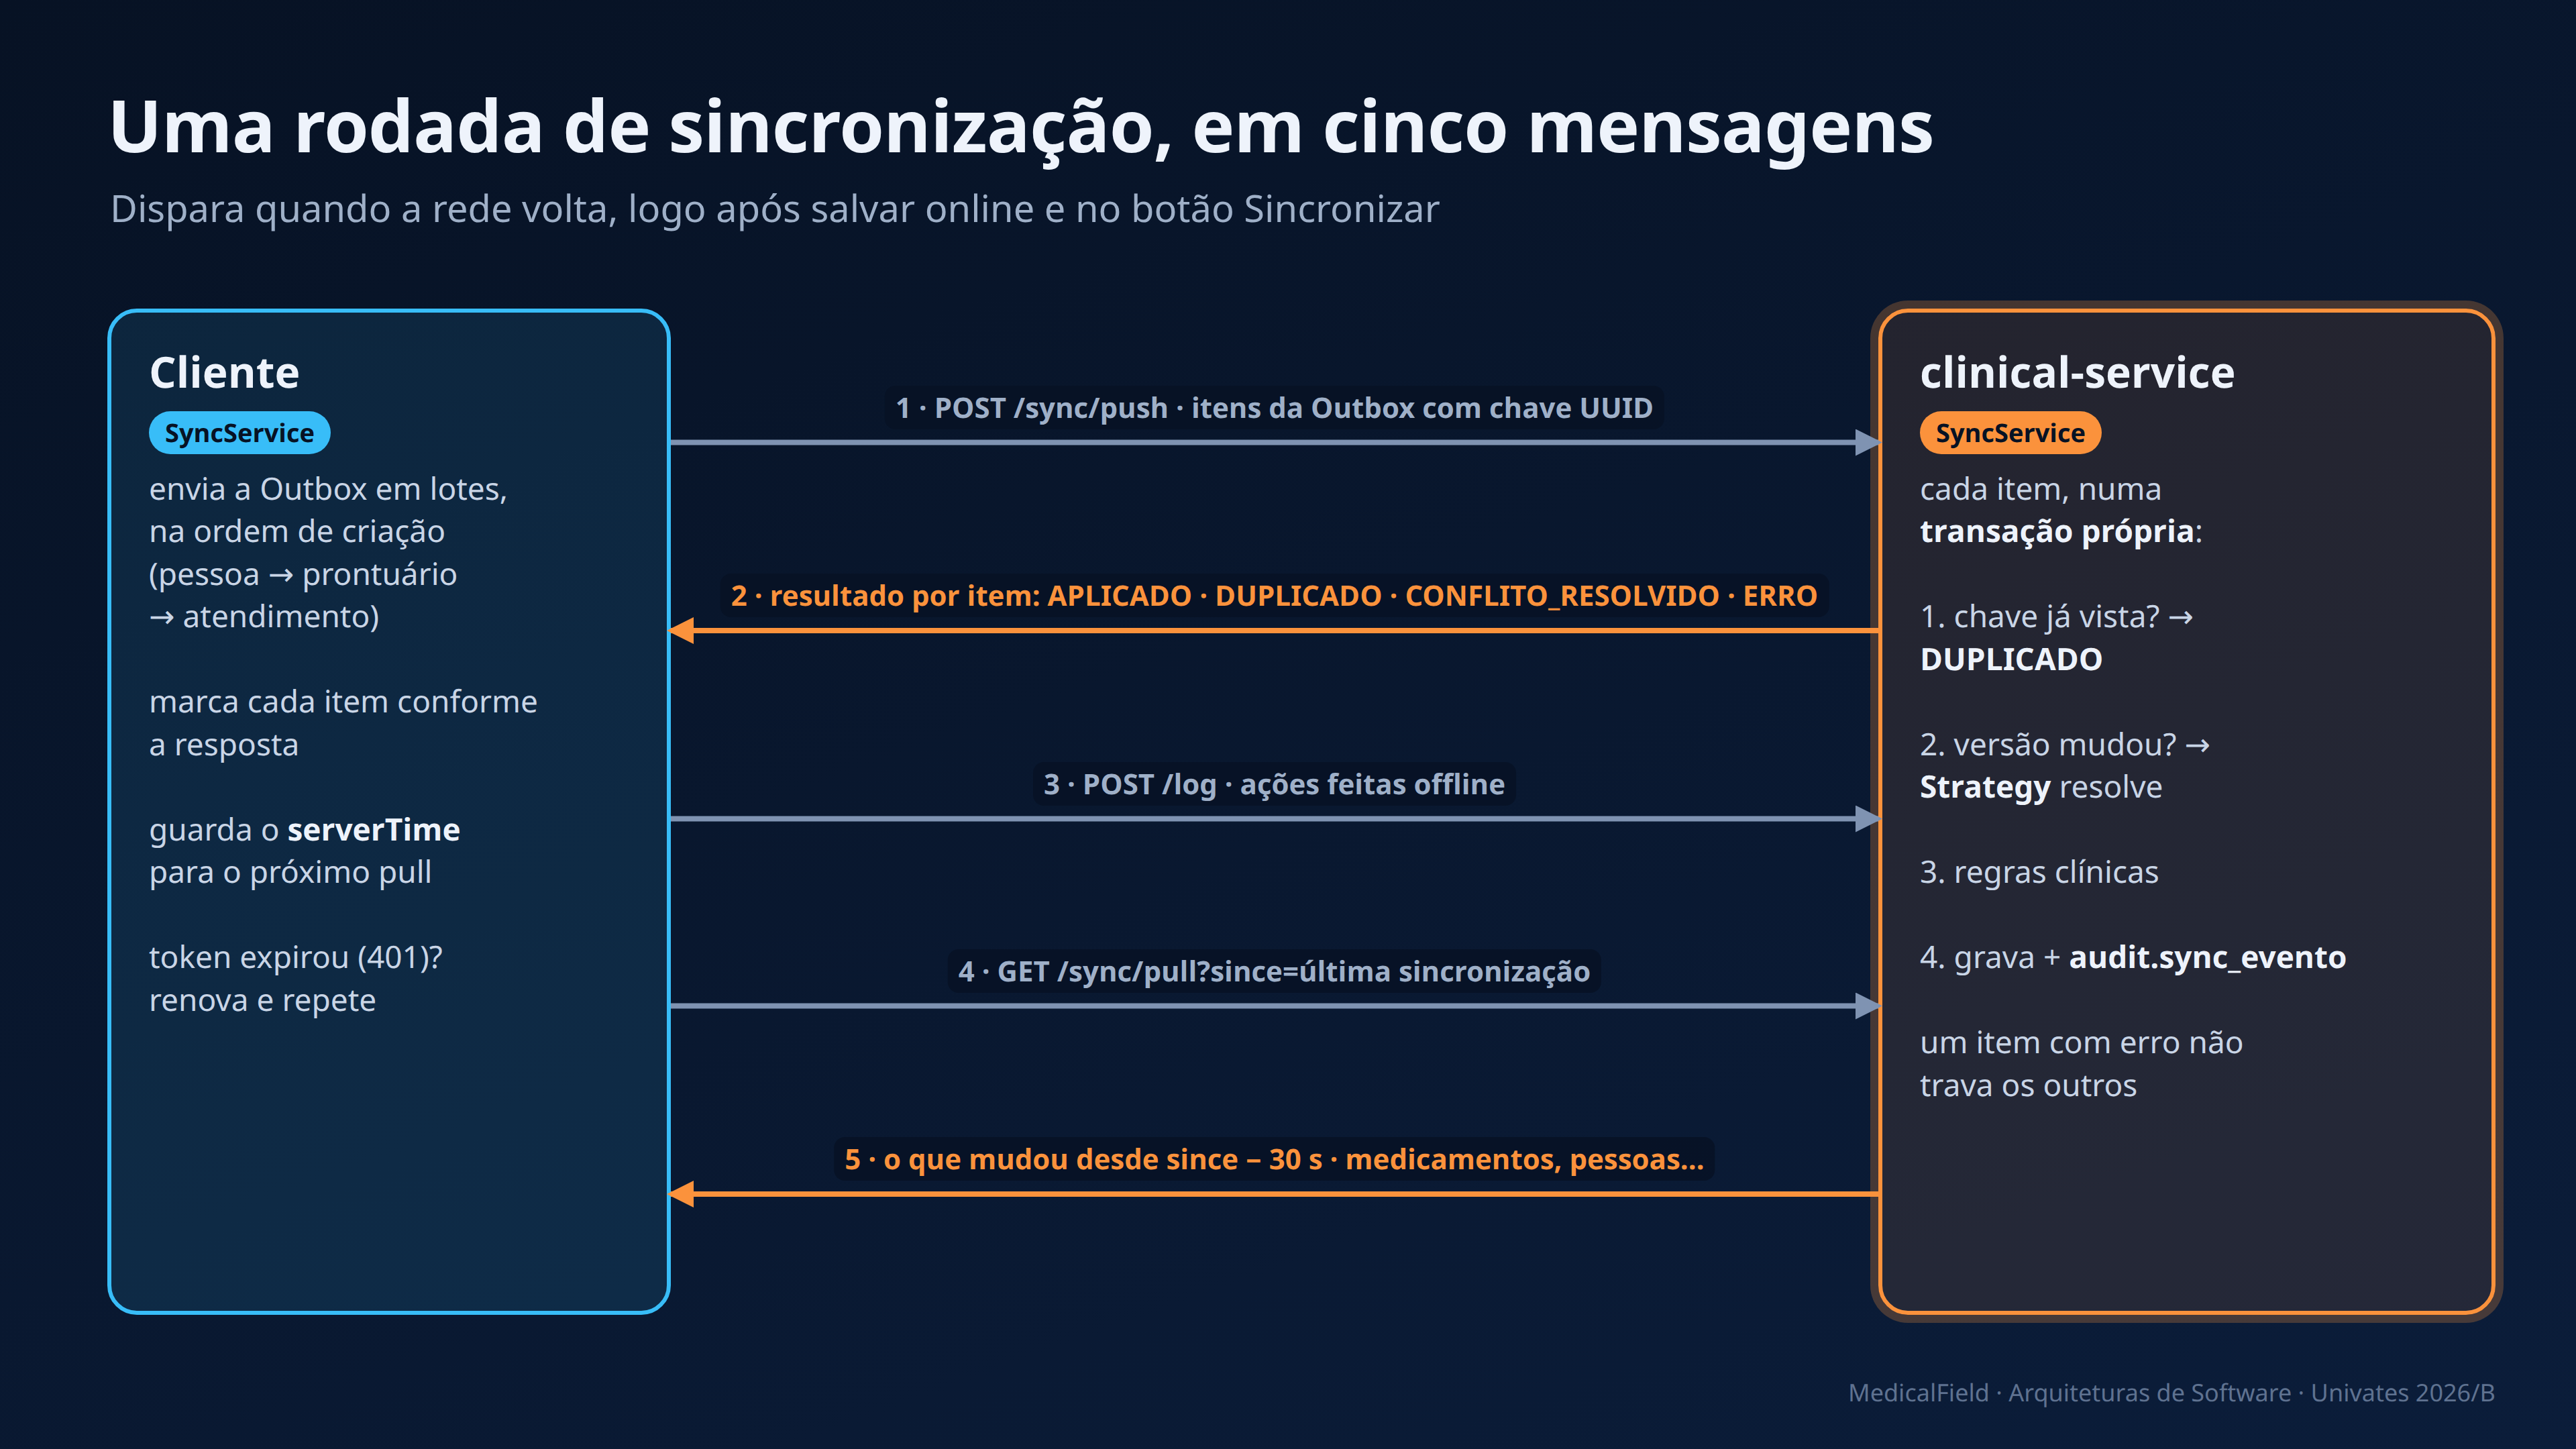 Uma rodada de sincronização, em cinco mensagens
Dispara quando a rede volta, logo após salvar online e no botão Sincronizar
Cliente
SyncService
envia a Outbox em lotes,
na ordem de criação
(pessoa → prontuário
→ atendimento)
marca cada item conforme
a resposta
guarda o serverTime
para o próximo pull
token expirou (401)?
renova e repete
1 · POST /sync/push · itens da Outbox com chave UUID
2 · resultado por item: APLICADO · DUPLICADO · CONFLITO_RESOLVIDO · ERRO
3 · POST /log · ações feitas offline
4 · GET /sync/pull?since=última sincronização
5 · o que mudou desde since – 30 s · medicamentos, pessoas…
clinical-service
SyncService
cada item, numa
transação própria:
1. chave já vista? →
DUPLICADO
2. versão mudou? →
Strategy resolve
3. regras clínicas
4. grava + audit.sync_evento
um item com erro não
trava os outros
MedicalField · Arquiteturas de Software · Univates 2026/B